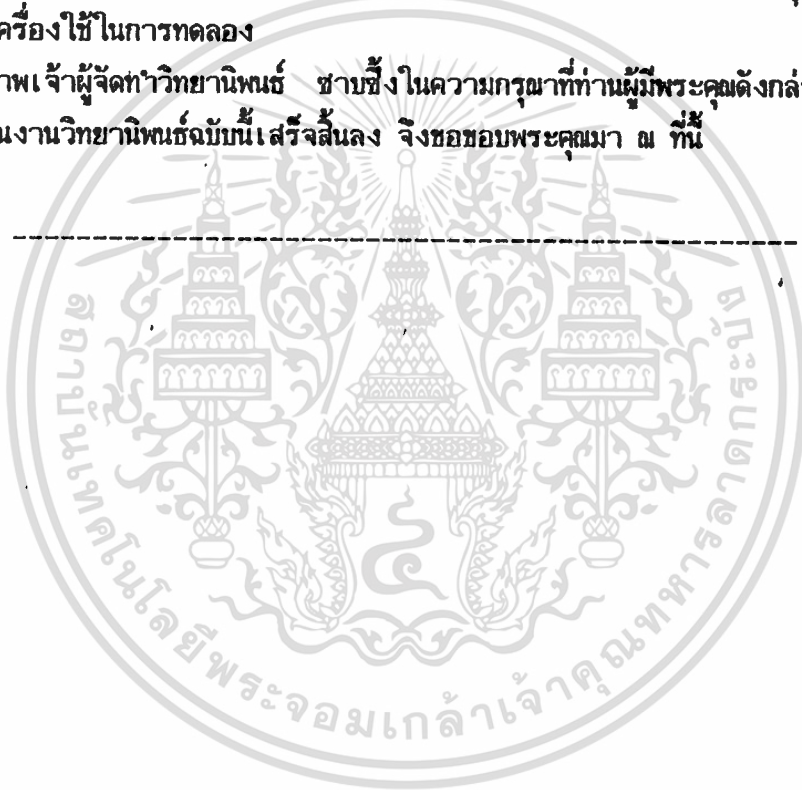 ครื่องใช้ในการทดลอง
าพเจ้าผู้จัดทำวิทยานิพนธ์ ซาบซึ้งในความกรุณาที่ท่านผู้มีพระคุณดังกล่
นงานวิทยานิพนธ์ฉบับนี้เสร็จสิ้นลง จึงขอขอบพระคุณมา ณ ที่นี้
สถาบันเทคโนโลยีพระจอมเกล้าเจ้าคุณทหารลาดกระบัง
๔